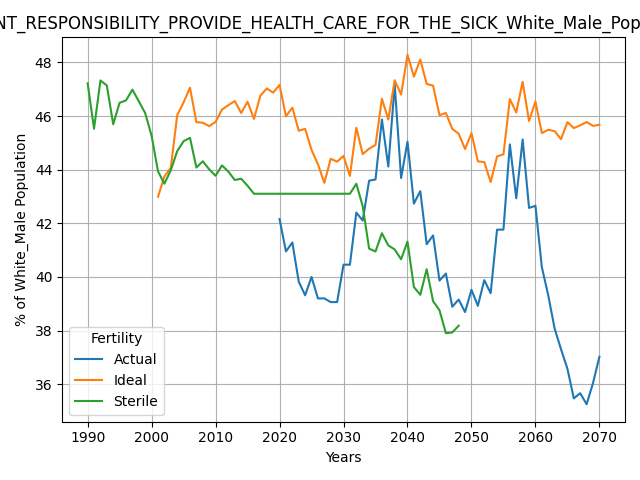 NT_RESPONSIBILITY_PROVIDE_HEALTH_CARE_FOR_THE_SICK_White_Male_Pop
48
46
44
42
40
38
36
% of White_Male Population
Fertility
Actual
Ideal
Sterile
1990 2000 2010 2020 2030 2040 2050 2060 2070
Years